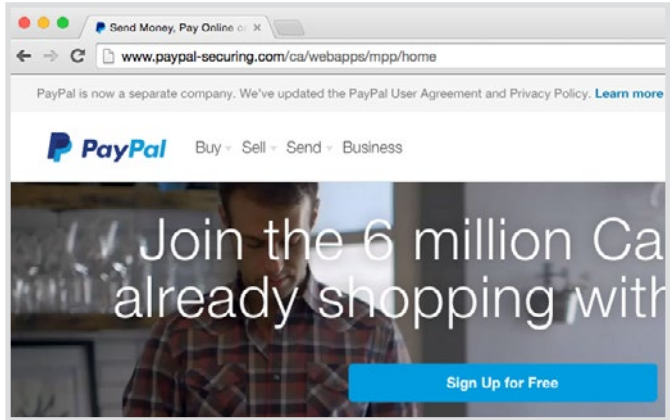 Send Money, Pay Online or
www.paypal-securing.com/ca/webapps/mpp/home
PayPal is now a separate company. We've updated the PayPal User Agreement and Privacy Policy. Learn more
PayPal Buy Sell Send Business
Join the 6 million Ca
already shopping with
Sign Up for Free